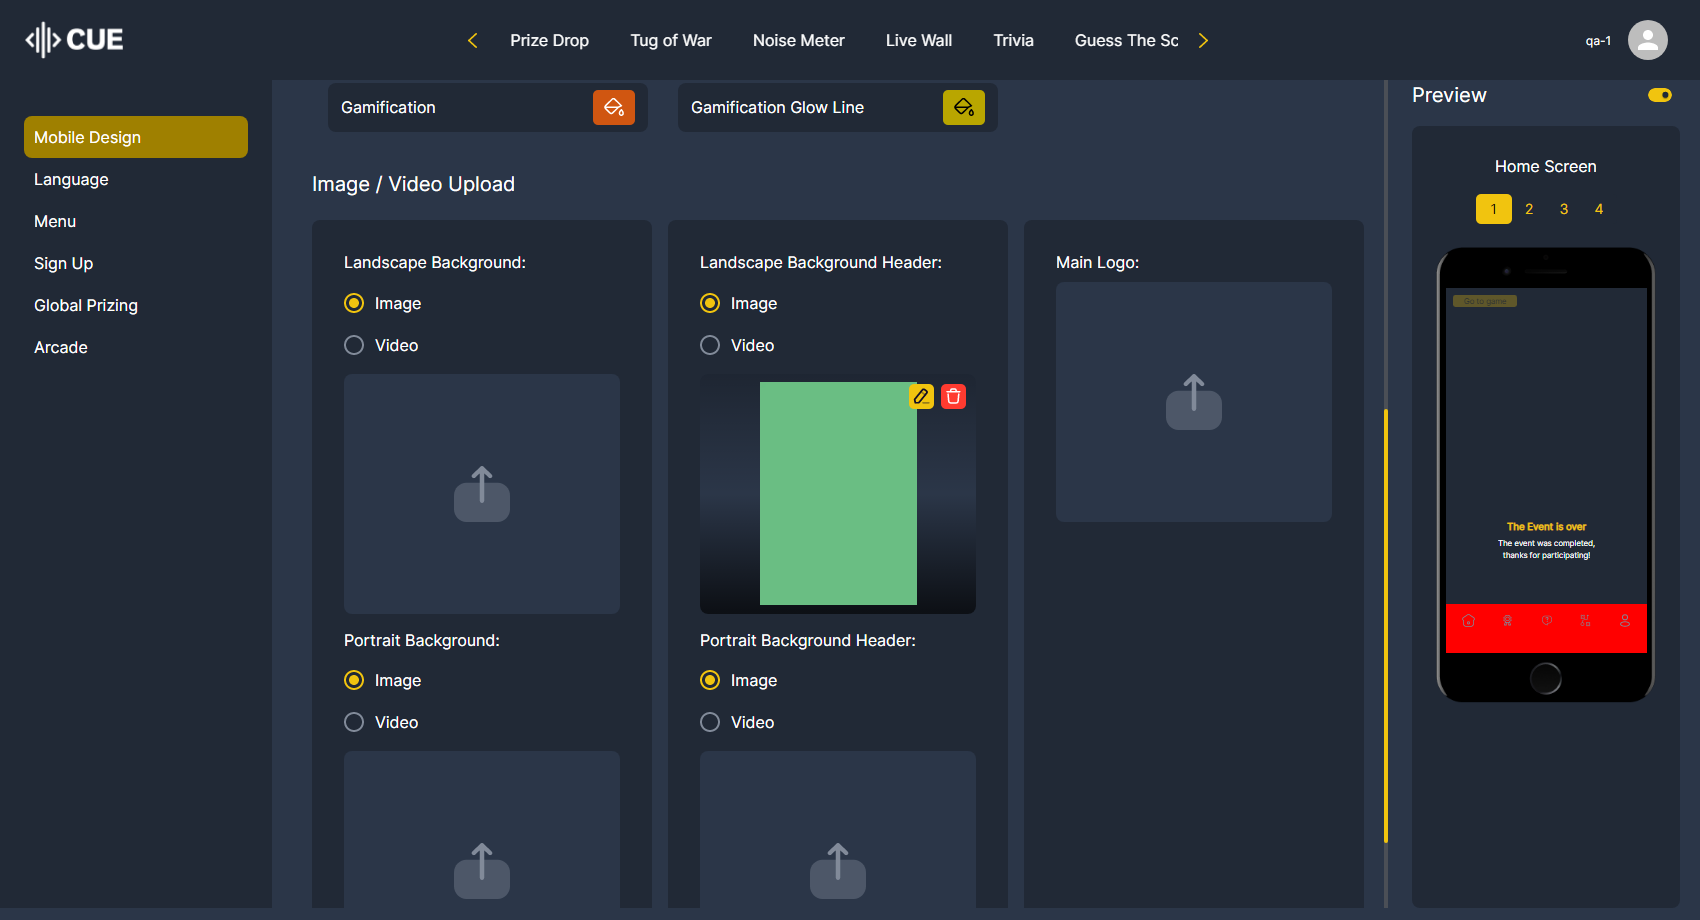 CUE
Prize Drop
Tug of War
Noise Meter
Live Wall
Trivia
Guess The Sc
qa-1
Mobile Design
Language
Menu
Sign Up
Global Prizing
Arcade
Gamification
Gamification Glow Line
Image / Video Upload
Landscape Background:
Image
Video
Portrait Background:
Image
Video
Landscape Background Header:
Image
Video
Portrait Background Header:
Image
Video
Main Logo:
Preview
Home Screen
1 2 3 4
Go to game
The Event is over
The event was completed,
thanks for participating!